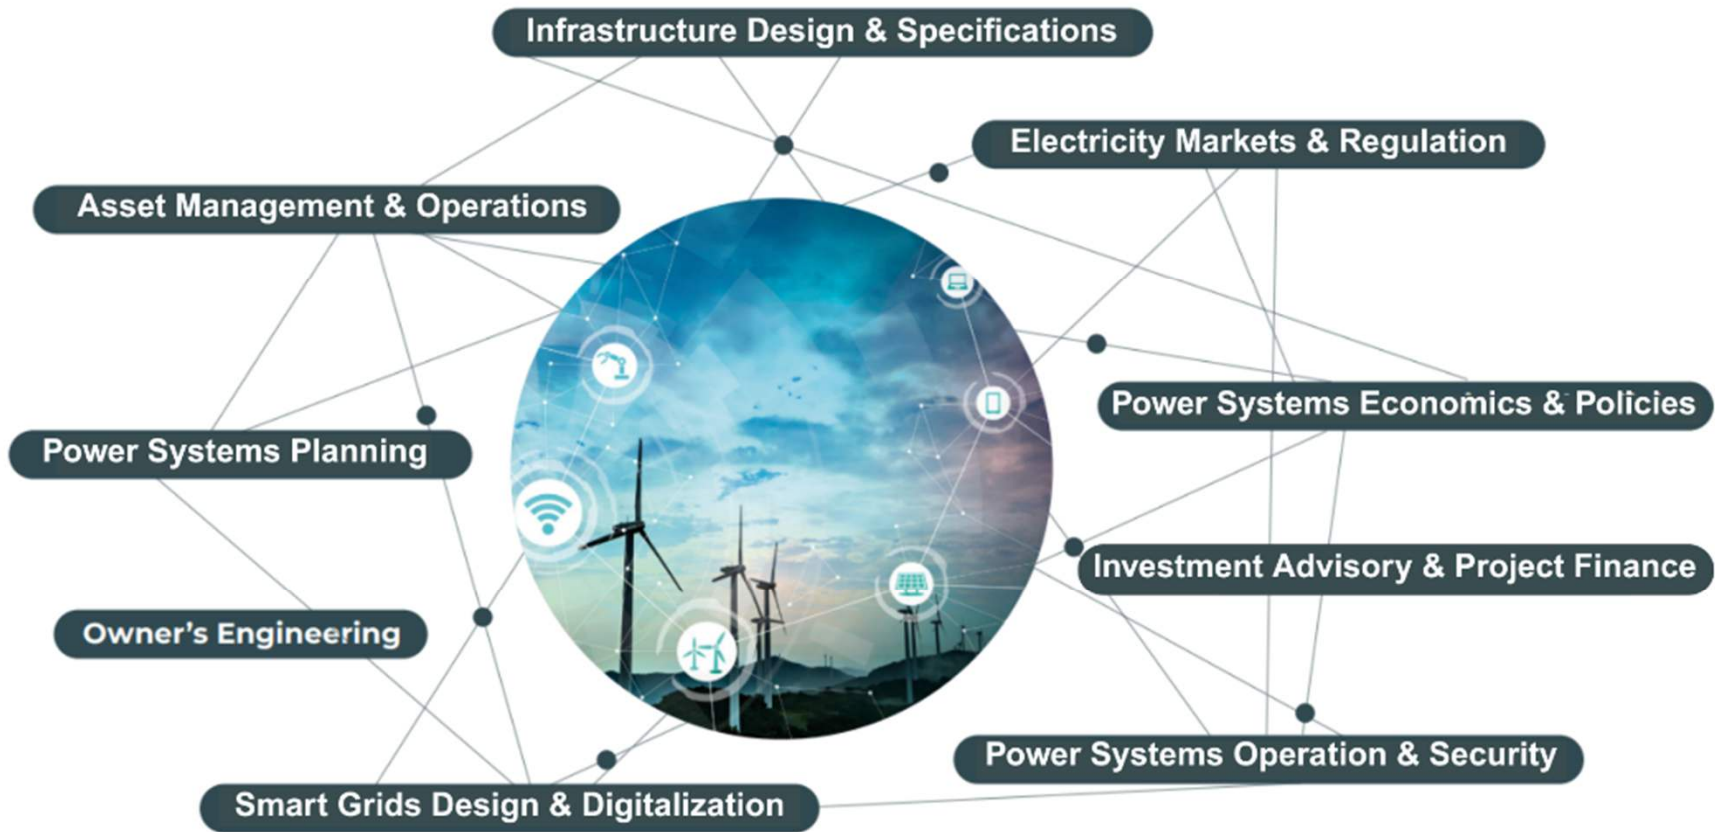 Infrastructure Design & Specifications
Electricity Markets & Regulation
Asset Management & Operations
Power Systems Economics & Policies
Power Systems Planning
Investment Advisory & Project Finance
Owner’s Engineering
Power Systems Operation & Security
Smart Grids Design & Digitalization